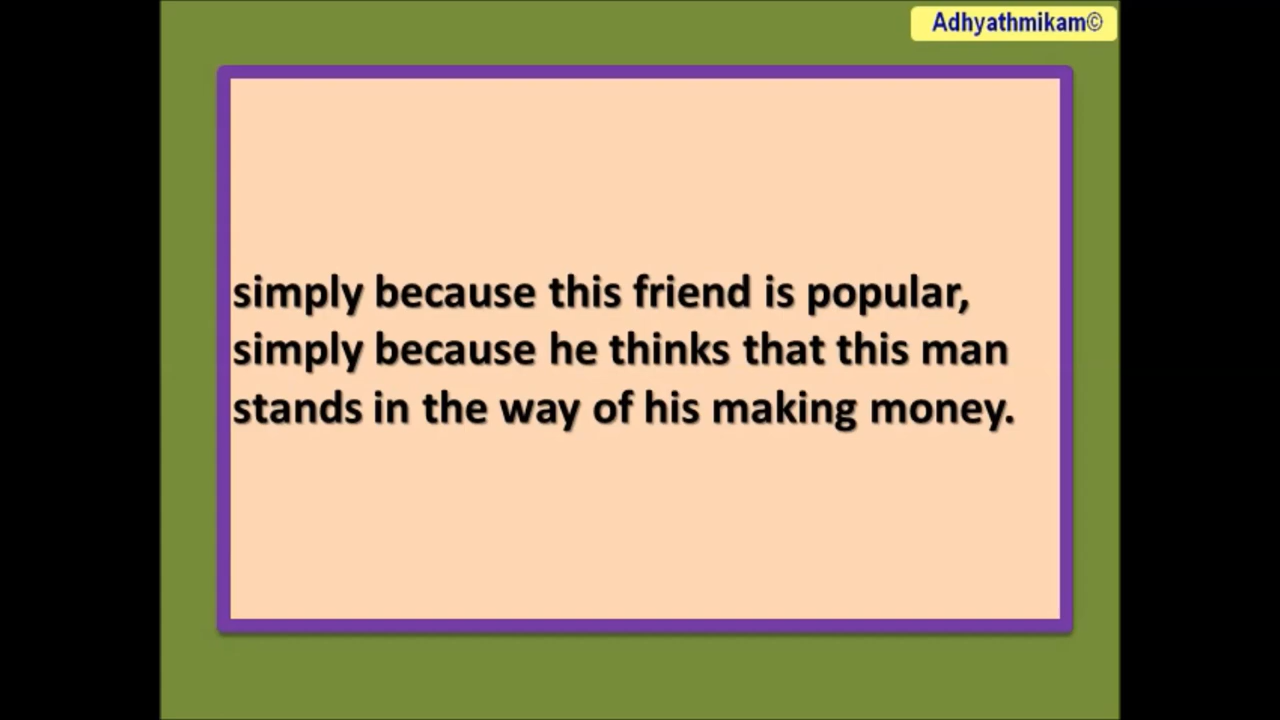 Adhyathmikam©
simply because this friend is popular,
simply because he thinks that this man
stands in the way of his making money.